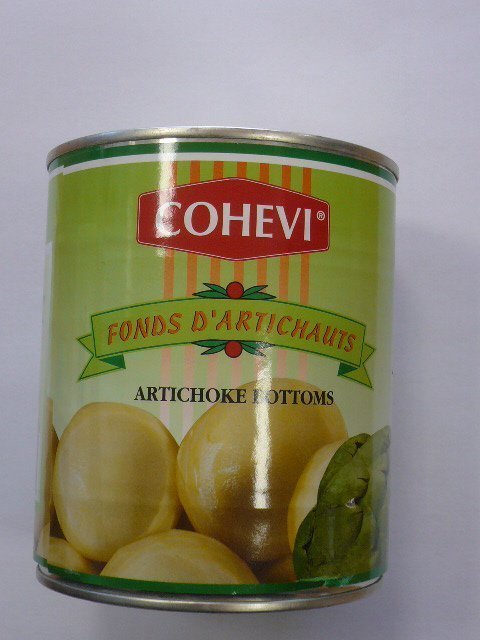 COHEVI®
FONDS D'ARTICHAUTS
ARTICHOKE BOTTOMS